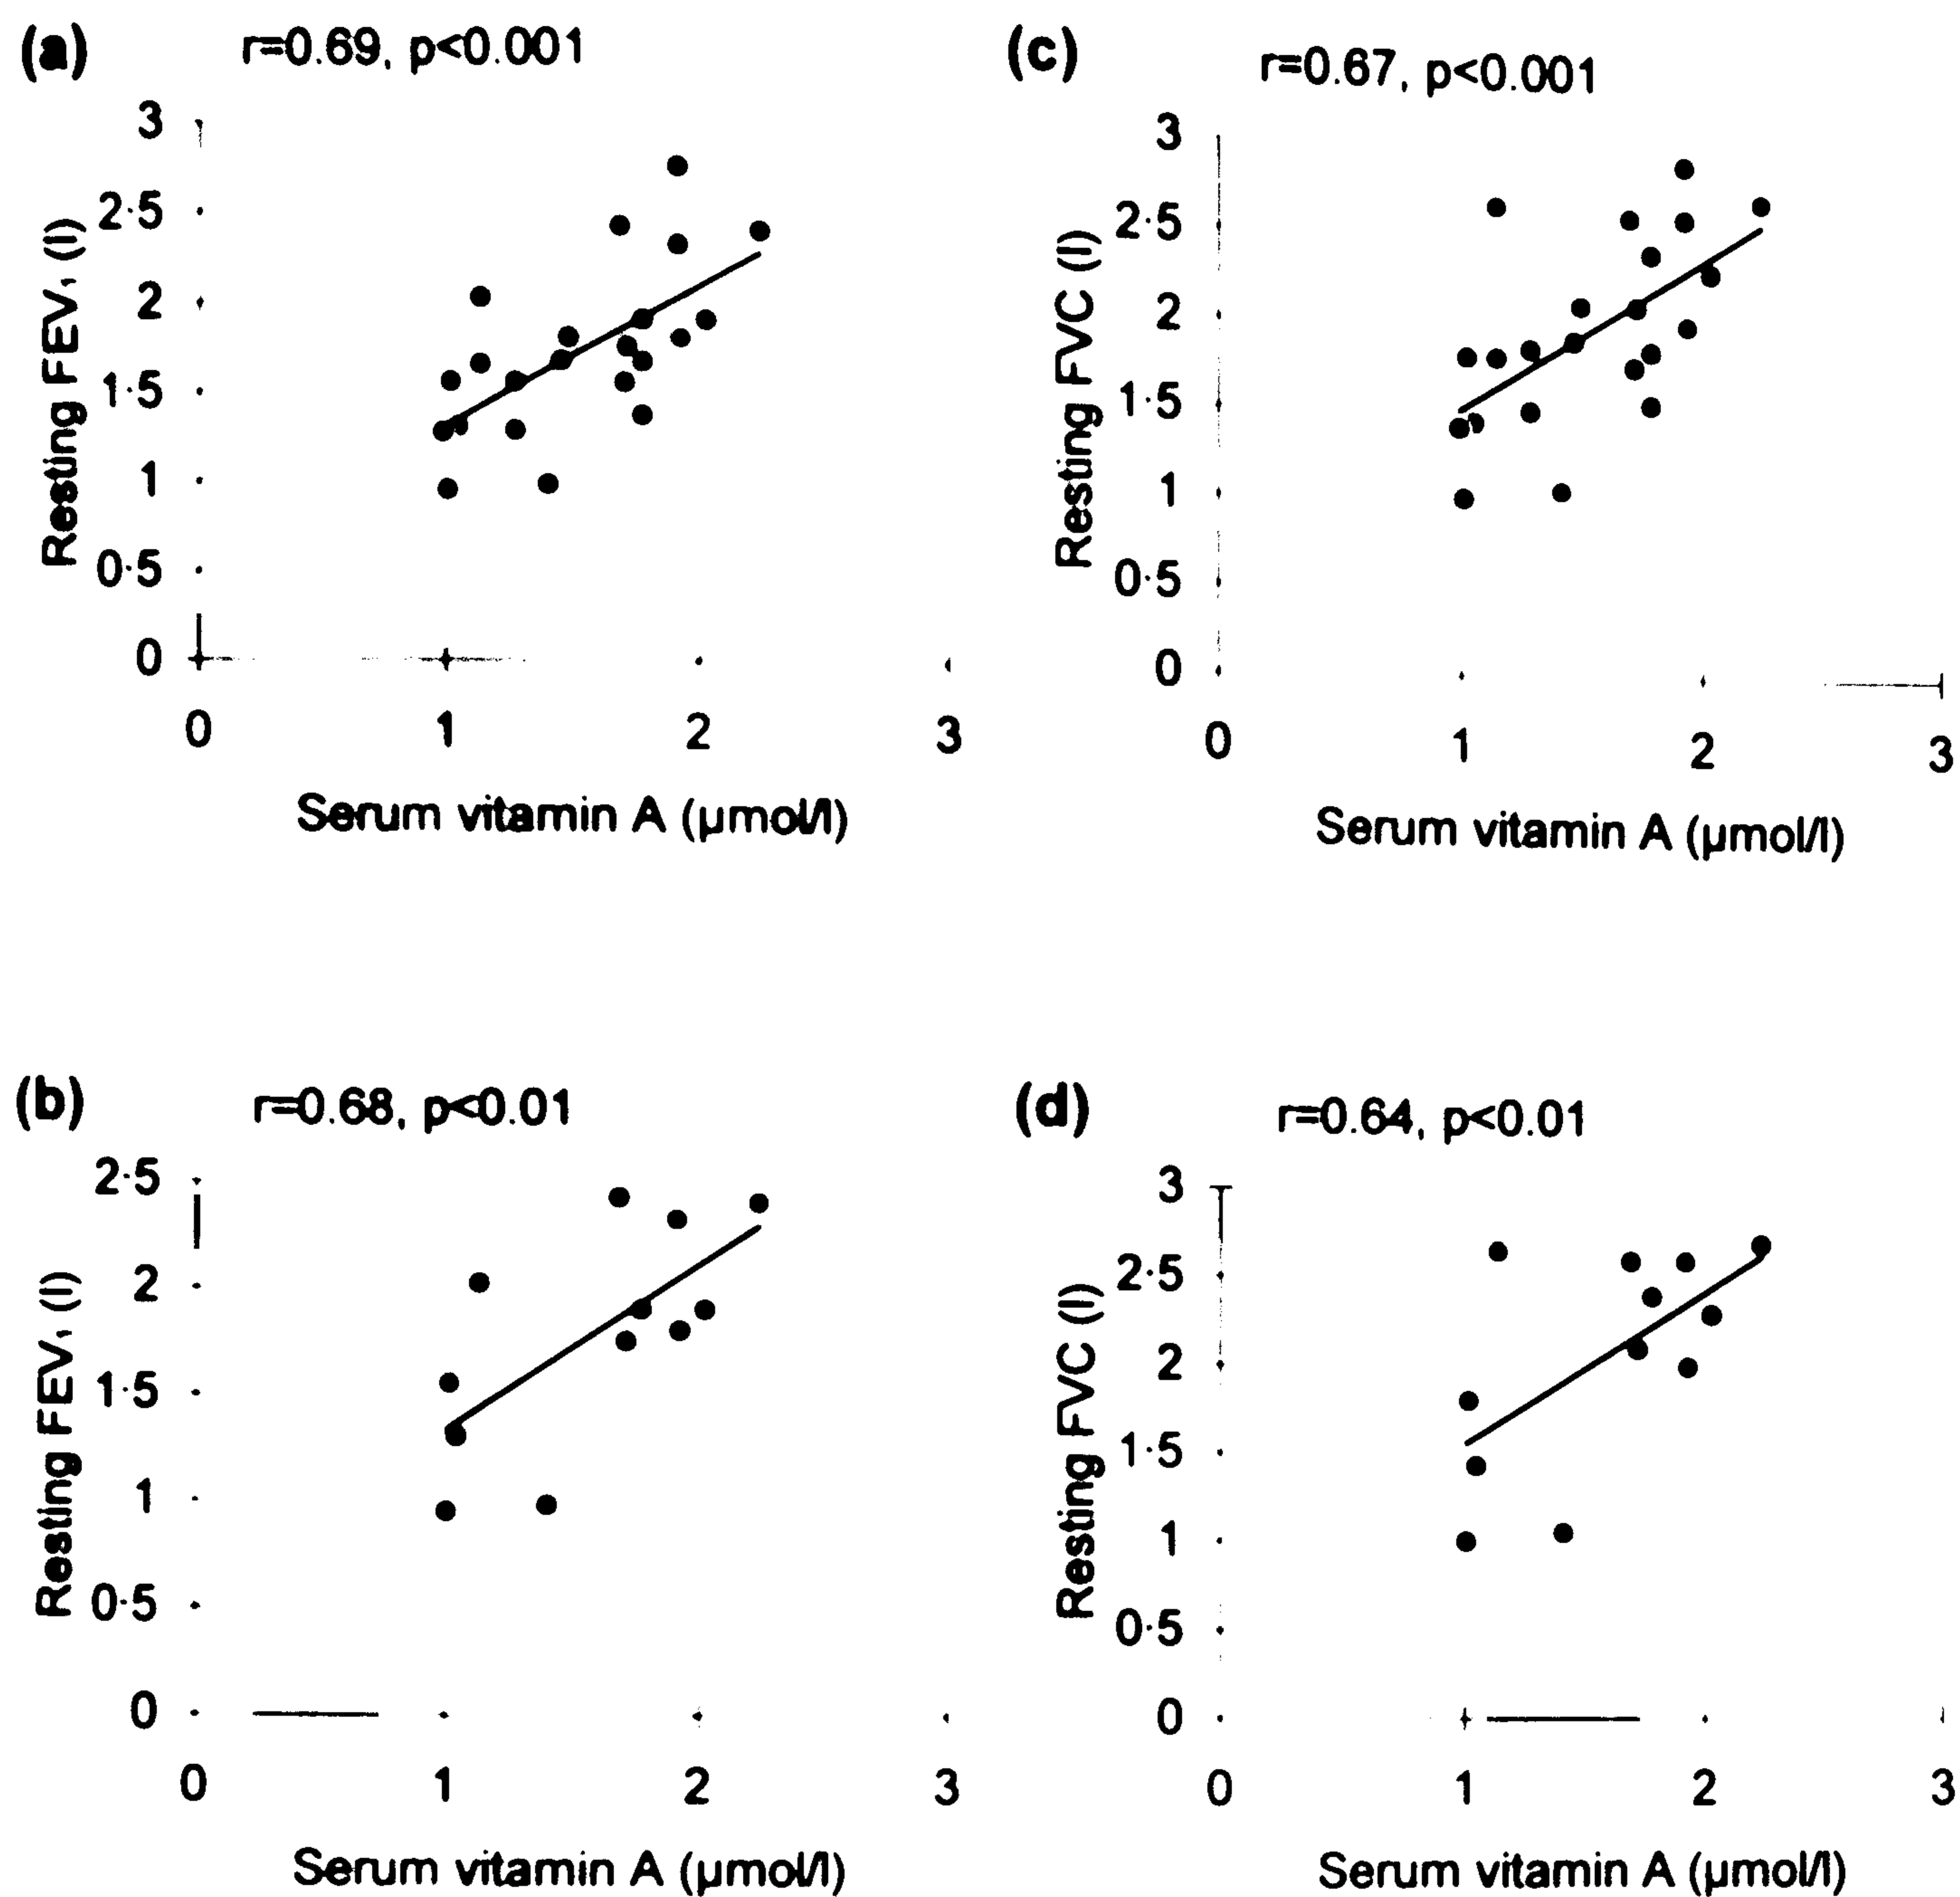 (a)
r=0.69, p<0.001
3
2·5
2
1·5
1
0·5
0
0 1 2 3
Resting FEV₁ (l)
Serum vitamin A (µmol/l)
(c)
r=0.67, p<0.001
3
2·5
2
1·5
1
0·5
0
0 1 2 3
Resting FVC (l)
Serum vitamin A (µmol/l)
(b)
r=0.68, p<0.01
2·5
2
1·5
1
0·5
0
0 1 2 3
Resting FEV₁ (l)
Serum vitamin A (µmol/l)
(d)
r=0.64, p<0.01
3
2·5
2
1·5
1
0·5
0
0 1 2 3
Resting FVC (l)
Serum vitamin A (µmol/l)